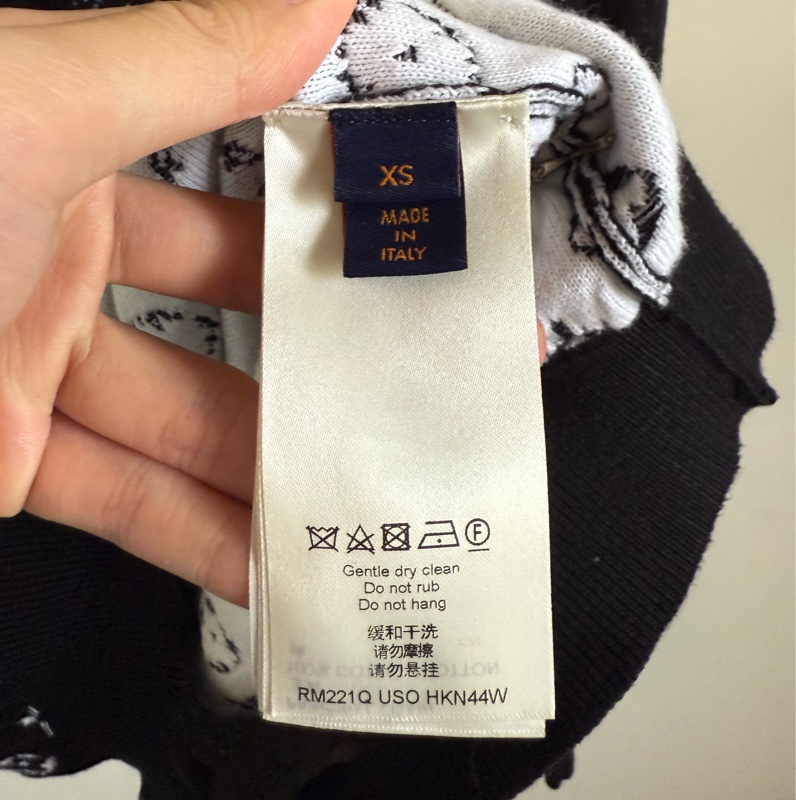 XS
MADE
IN
ITALY
F
Gentle dry clean
Do not rub
Do not hang
缓和干洗
请勿摩擦
请勿悬挂
RM221Q USO HKN44W